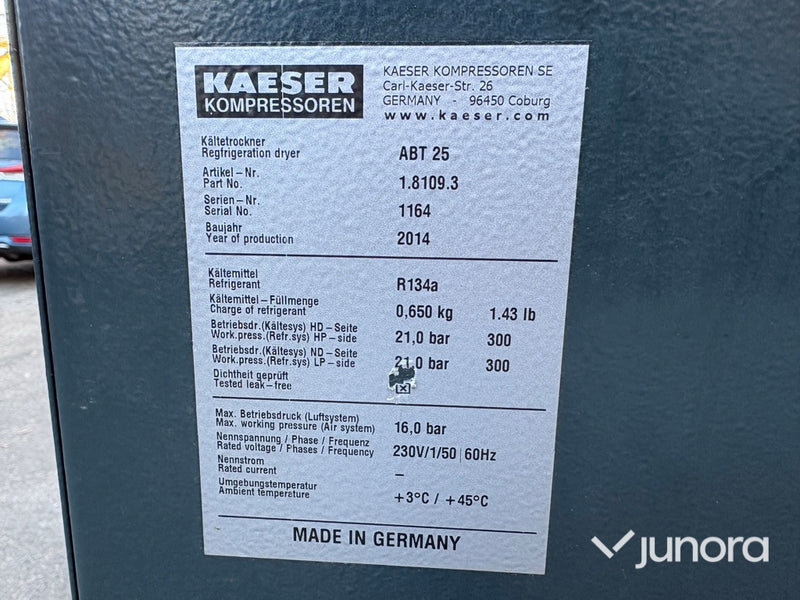 KAESER
KOMPRESSOREN
KAESER KOMPRESSOREN SE
Carl-Kaeser-Str. 26
GERMANY - 96450 Coburg
www.kaeser.com
Kältetrockner
Regfrigeration dryer ABT 25
Artikel – Nr.
Part No. 1.8109.3
Serien – Nr.
Serial No. 1164
Baujahr
Year of production 2014
Kältemittel
Refrigerant R134a
Kältemittel – Füllmenge
Charge of refrigerant 0,650 kg 1.43 lb
Betriebsdr.(Kältesys) HD – Seite
Work.press.(Refr.sys) HP – side 21,0 bar 300
Betriebsdr.(Kältesys) ND – Seite
Work.press.(Refr.sys) LP – side 21,0 bar 300
Dichtheit geprüft
Tested leak – free x
Max. Betriebsdruck (Luftsystem)
Max. working pressure (Air system) 16,0 bar
Nennspannung / Phase / Frequenz
Rated voltage / Phases / Frequency 230V/1/50|60Hz
Nennstrom
Rated current –
Umgebungstemperatur
Ambient temperature +3°C / +45°C
MADE IN GERMANY
junora